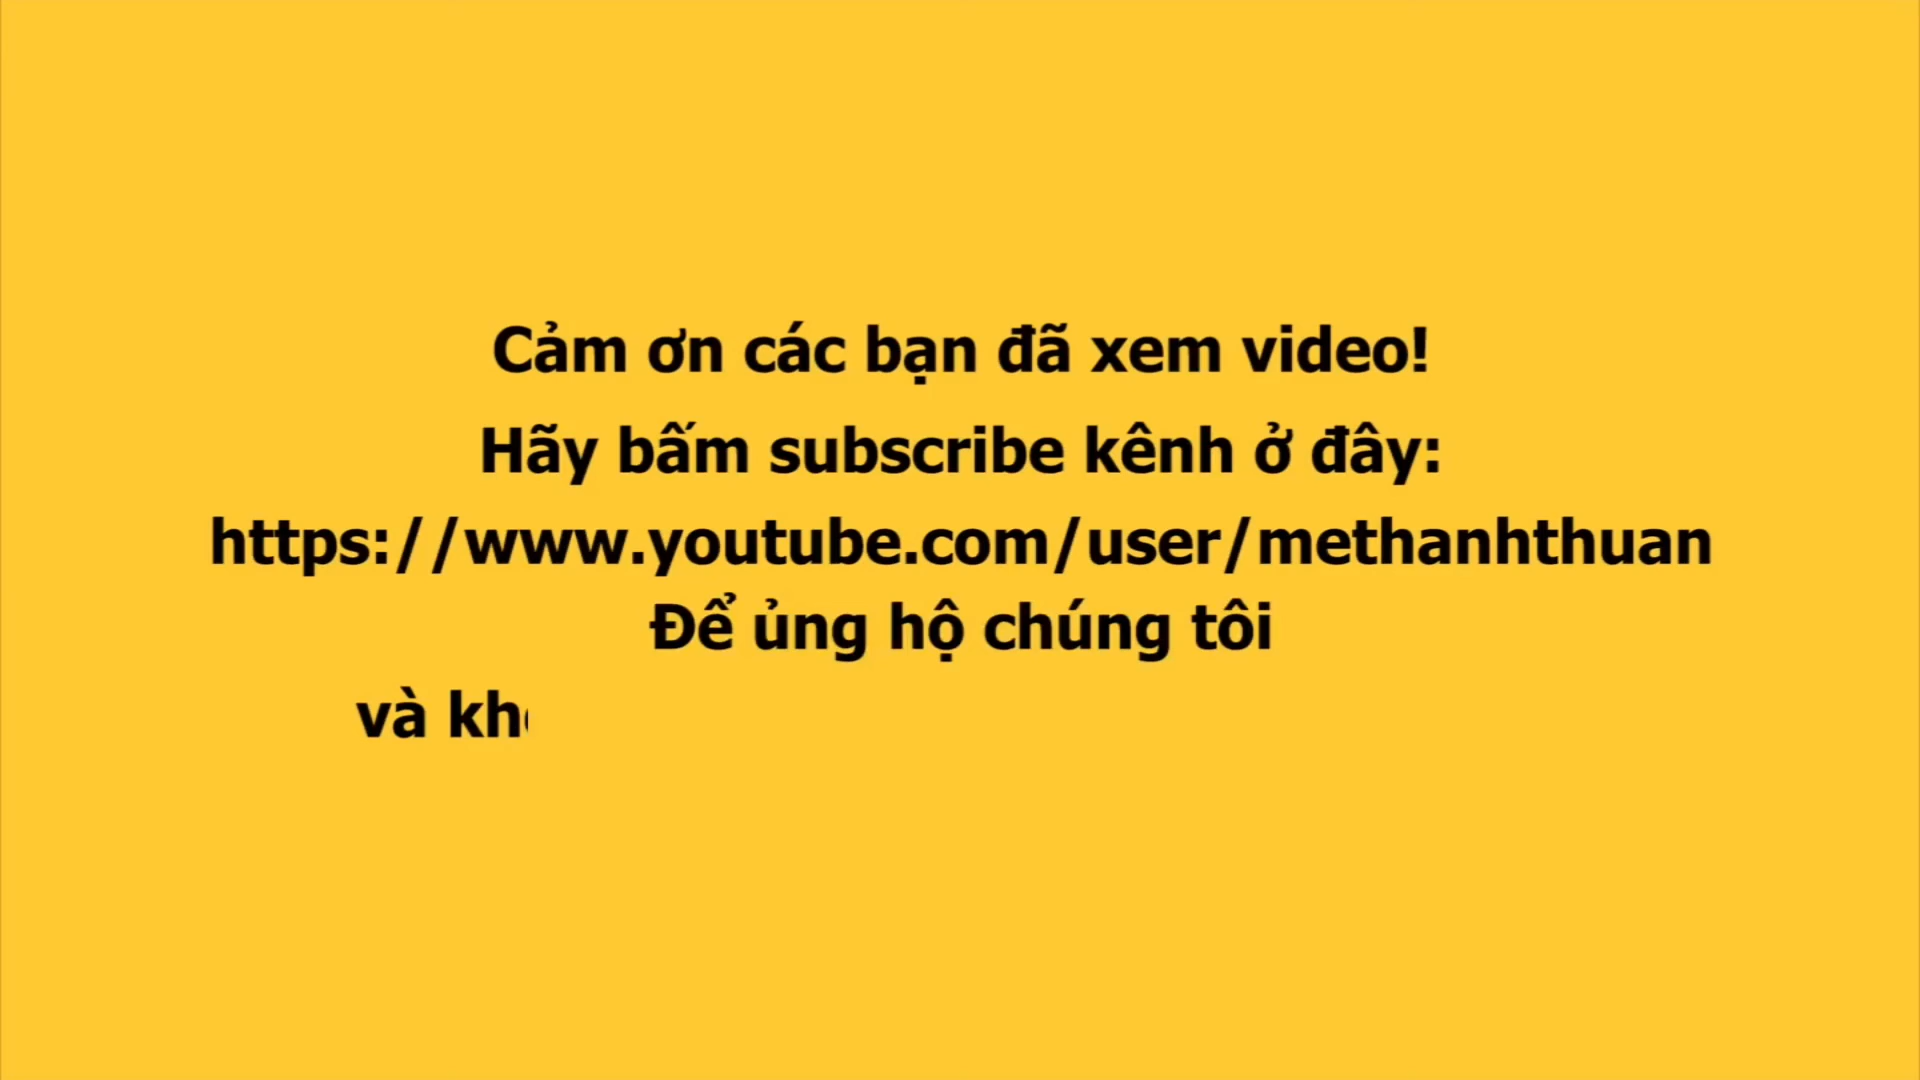 Cảm ơn các bạn đã xem video!
Hãy bấm subscribe kênh ở đây:
https://www.youtube.com/user/methanhthuan
Để ủng hộ chúng tôi
và